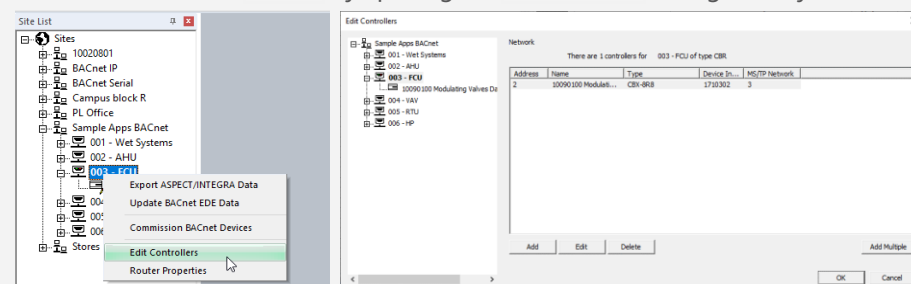 Site List
Sites
10020801
BACnet IP
BACnet Serial
Campus block R
PL Office
Sample Apps BACnet
001 - Wet Systems
002 - AHU
003 - FCU
004
005
006
Stores
Export ASPECT/INTEGRA Data
Update BACnet EDE Data
Commission BACnet Devices
Edit Controllers
Router Properties
Edit Controllers
Sample Apps BACnet
001 - Wet Systems
002 - AHU
003 - FCU
10090100 Modulating Valves Da
004 - VAV
005 - RTU
006 - HP
Network
There are 1 controllers for 003 - FCU of type CBR
Address Name Type Device In... MS/TP Network
2 10090100 Modulati... CBX-8R8 1710302 3
Add Edit Delete Add Multiple
OK Cancel